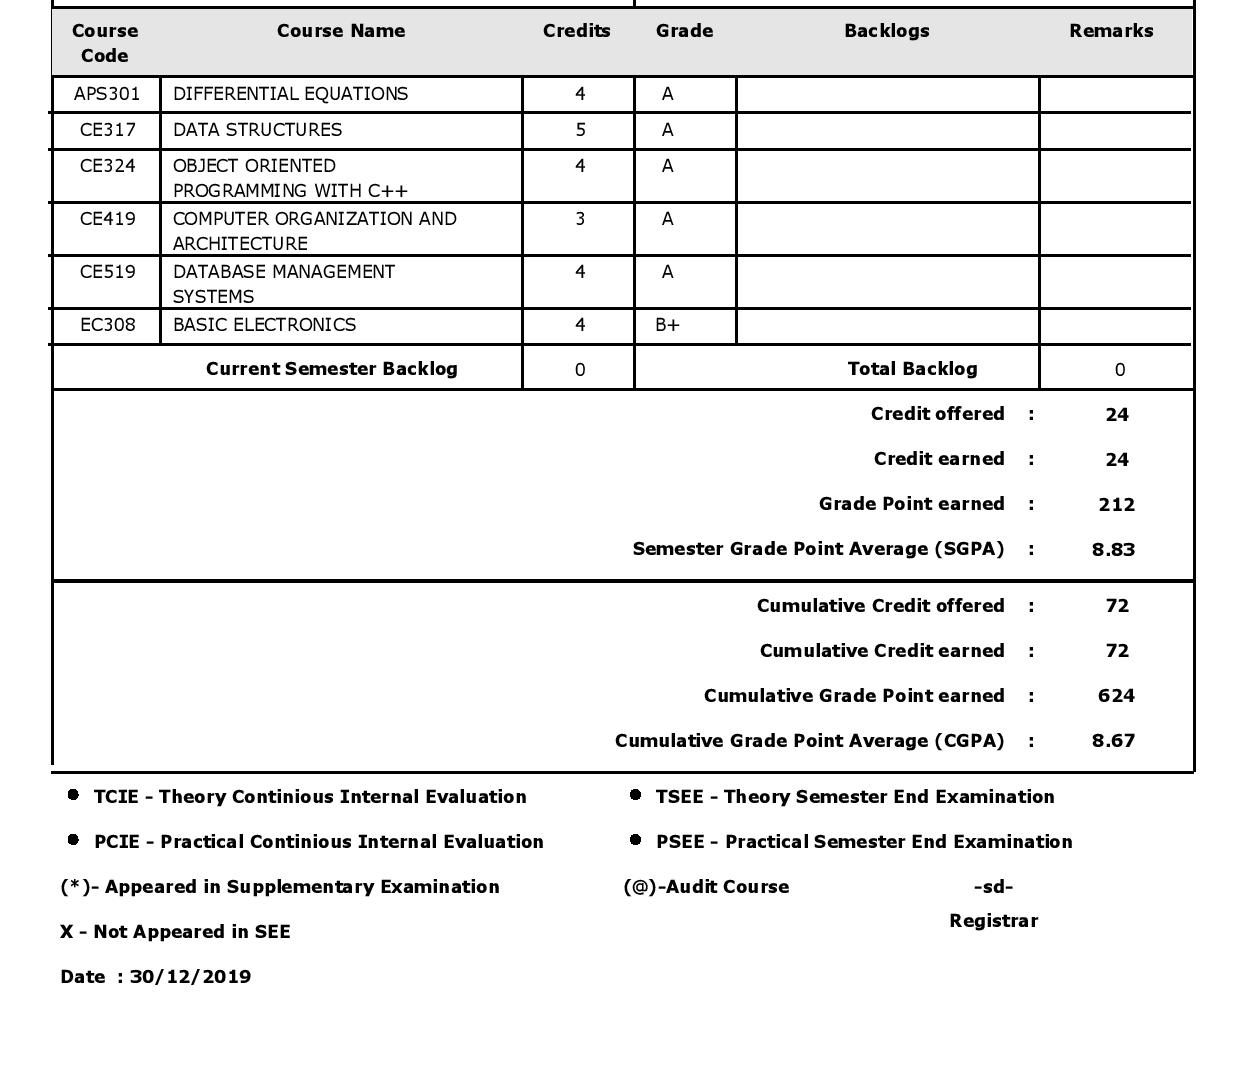 Course Code Course Name Credits Grade Backlogs Remarks
APS301 DIFFERENTIAL EQUATIONS 4 A
CE317 DATA STRUCTURES 5 A
CE324 OBJECT ORIENTED 4 A
PROGRAMMING WITH C++
CE419 COMPUTER ORGANIZATION AND 3 A
ARCHITECTURE
CE519 DATABASE MANAGEMENT 4 A
SYSTEMS
EC308 BASIC ELECTRONICS 4 B+
Current Semester Backlog 0 Total Backlog 0
Credit offered : 24
Credit earned : 24
Grade Point earned : 212
Semester Grade Point Average (SGPA) : 8.83
Cumulative Credit offered : 72
Cumulative Credit earned : 72
Cumulative Grade Point earned : 624
Cumulative Grade Point Average (CGPA) : 8.67
● TCIE - Theory Continious Internal Evaluation ● TSEE - Theory Semester End Examination
● PCIE - Practical Continious Internal Evaluation ● PSEE - Practical Semester End Examination
(*)- Appeared in Supplementary Examination (@)-Audit Course -sd-
Registrar
X - Not Appeared in SEE
Date : 30/12/2019